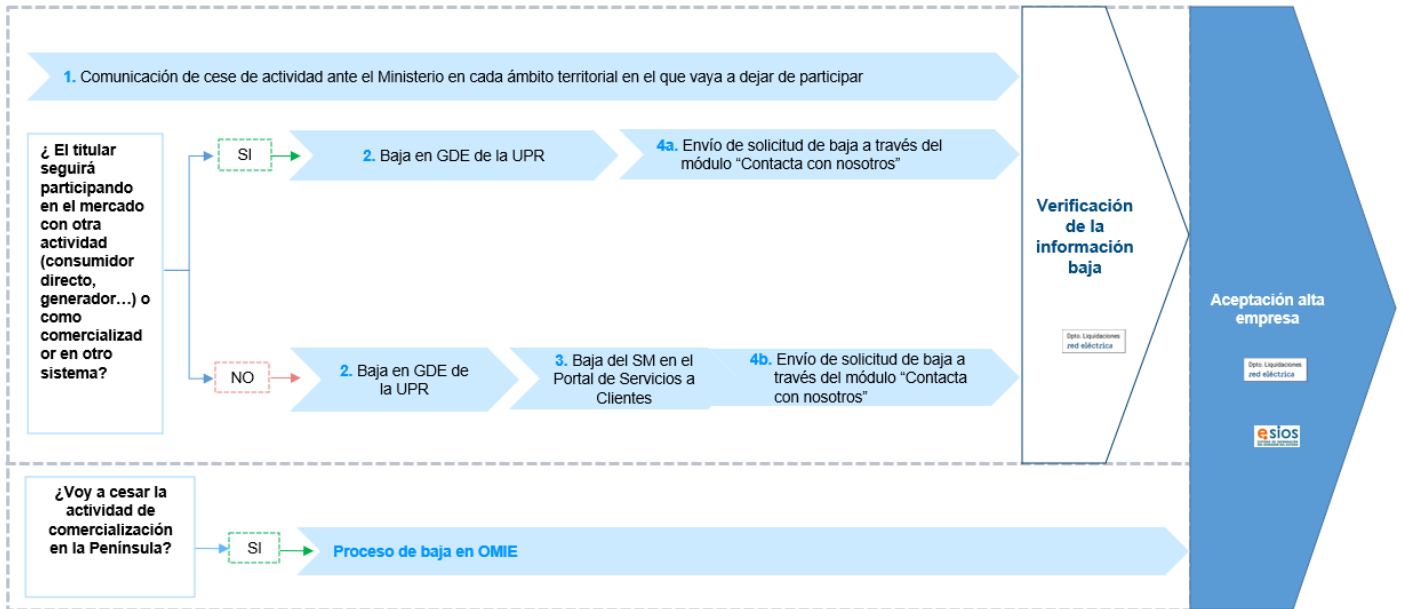 1. Comunicación de cese de actividad ante el Ministerio en cada ámbito territorial en el que vaya a dejar de participar
¿ El titular
seguirá
participando
en el mercado
con otra
actividad
(consumidor
directo,
generador…) o
como
comercializad
or en otro
sistema?
SI
2. Baja en GDE de la UPR
4a. Envío de solicitud de baja a través del
módulo “Contacta con nosotros”
NO
2. Baja en GDE de
la UPR
3. Baja del SM en el
Portal de Servicios a
Clientes
4b. Envío de solicitud de baja a
través del módulo “Contacta
con nosotros”
Verificación
de la
información
baja
Dpto. Liquidaciones
red eléctrica
Aceptación alta
empresa
Dpto. Liquidaciones
red eléctrica
esios
¿Voy a cesar la
actividad de
comercialización
en la Península?
SI
Proceso de baja en OMIE